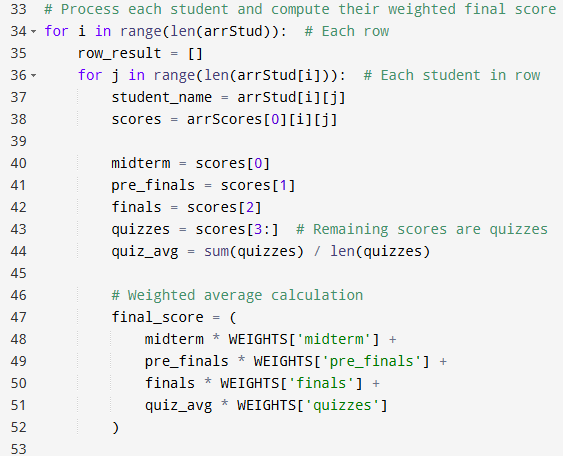 33 # Process each student and compute their weighted final score
34 for i in range(len(arrStud)):  # Each row
35     row_result = []
36     for j in range(len(arrStud[i])):  # Each student in row
37         student_name = arrStud[i][j]
38         scores = arrScores[0][i][j]
39
40         midterm = scores[0]
41         pre_finals = scores[1]
42         finals = scores[2]
43         quizzes = scores[3:]  # Remaining scores are quizzes
44         quiz_avg = sum(quizzes) / len(quizzes)
45
46         # Weighted average calculation
47         final_score = (
48             midterm * WEIGHTS['midterm'] +
49             pre_finals * WEIGHTS['pre_finals'] +
50             finals * WEIGHTS['finals'] +
51             quiz_avg * WEIGHTS['quizzes']
52         )
53